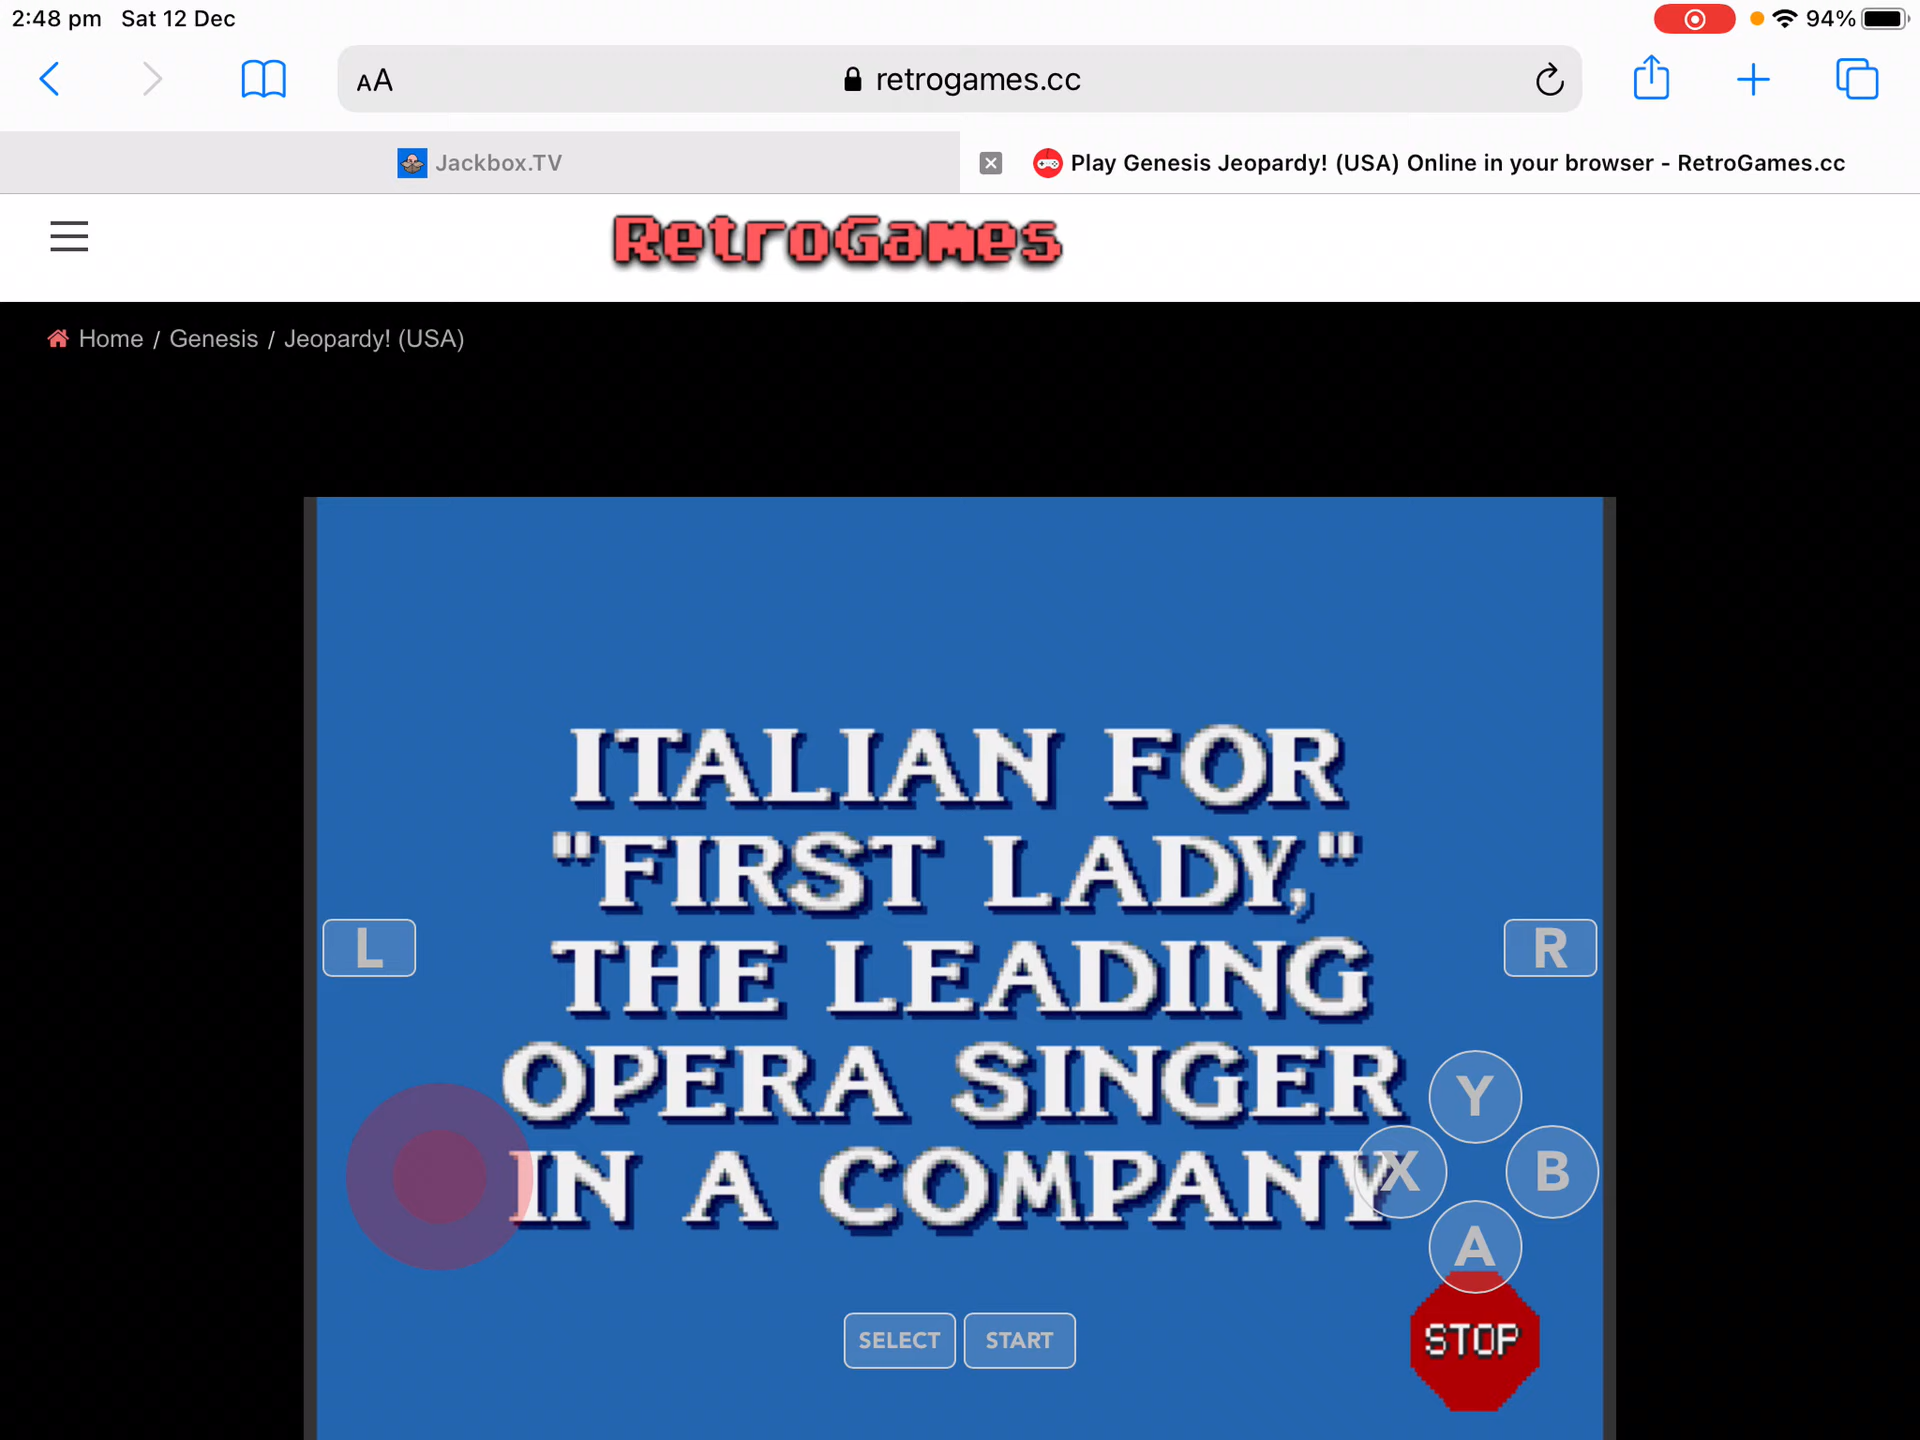 2:48 pm Sat 12 Dec
94%
AA
retrogames.cc
Jackbox.TV
Play Genesis Jeopardy! (USA) Online in your browser - RetroGames.cc
RetroGames
Home / Genesis / Jeopardy! (USA)
ITALIAN FOR
"FIRST LADY,"
THE LEADING
OPERA SINGER
IN A COMPANY
L
R
Y
X
B
A
SELECT
START
STOP